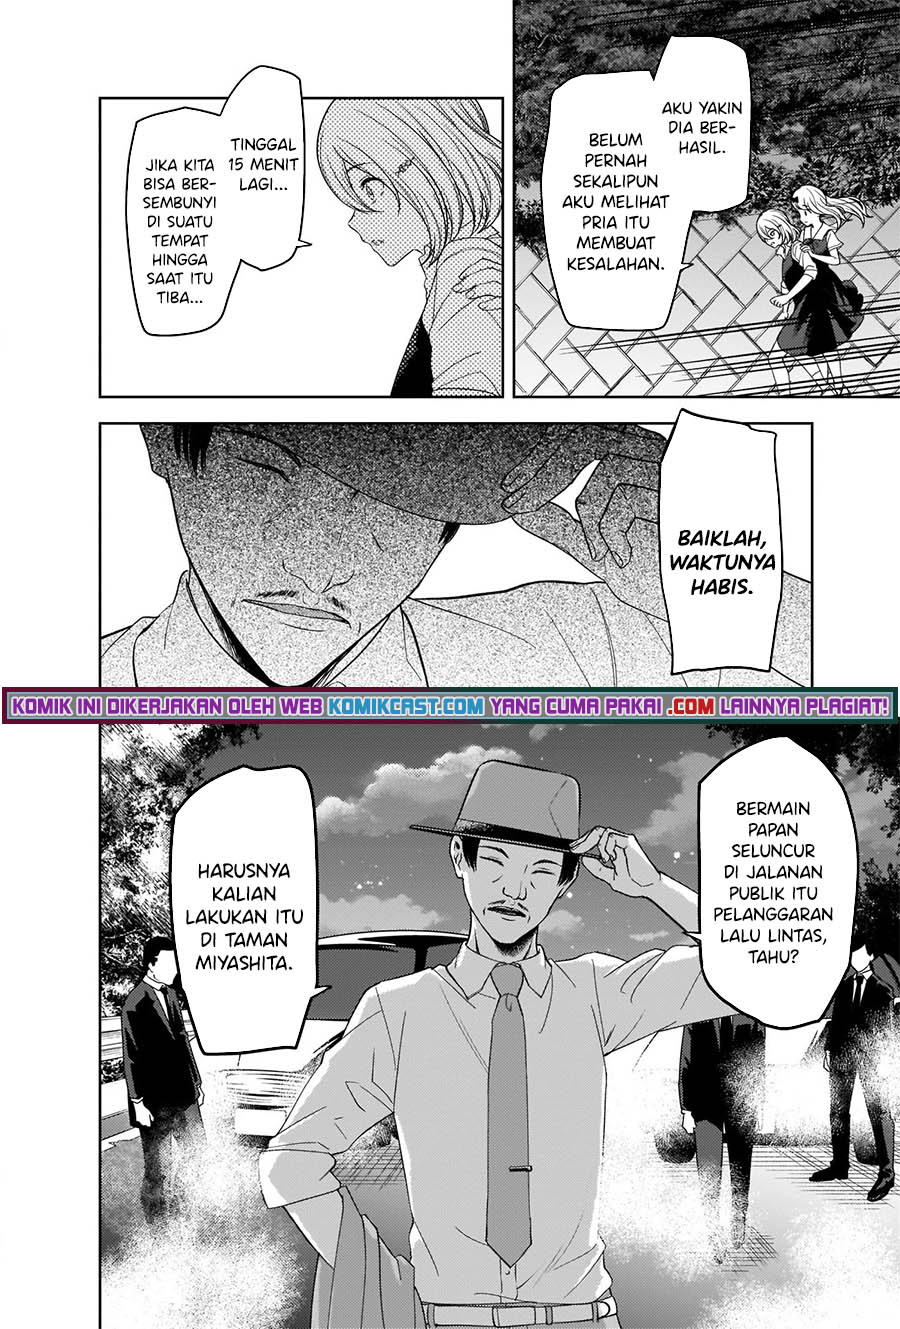 AKU YAKIN
DIA BER-
HASIL.
BELUM
PERNAH
SEKALIPUN
AKU MELIHAT
PRIA ITU
MEMBUAT
KESALAHAN.
TINGGAL
15 MENIT
LAGI...
JIKA KITA
BISA BER-
SEMBUNYI
DI SUATU
TEMPAT
HINGGA
SAAT ITU
TIBA...
BAIKLAH,
WAKTUNYA
HABIS.
KOMIK INI DIKERJAKAN OLEH WEB KOMIKCAST.COM YANG CUMA PAKAI .COM LAINNYA PLAGIAT!
BERMAIN
PAPAN
SELUNCUR
DI JALANAN
PUBLIK ITU
PELANGGARAN
LALU LINTAS,
TAHU?
HARUSNYA
KALIAN
LAKUKAN ITU
DI TAMAN
MIYASHITA.